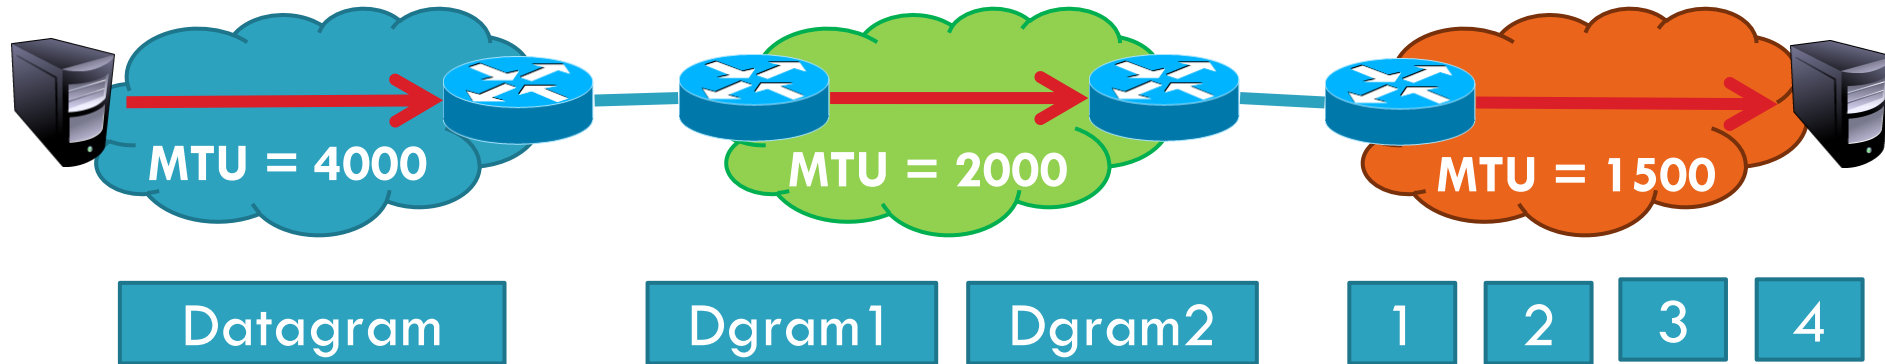 MTU = 4000
MTU = 2000
MTU = 1500
Datagram
Dgram1
Dgram2
1
2
3
4